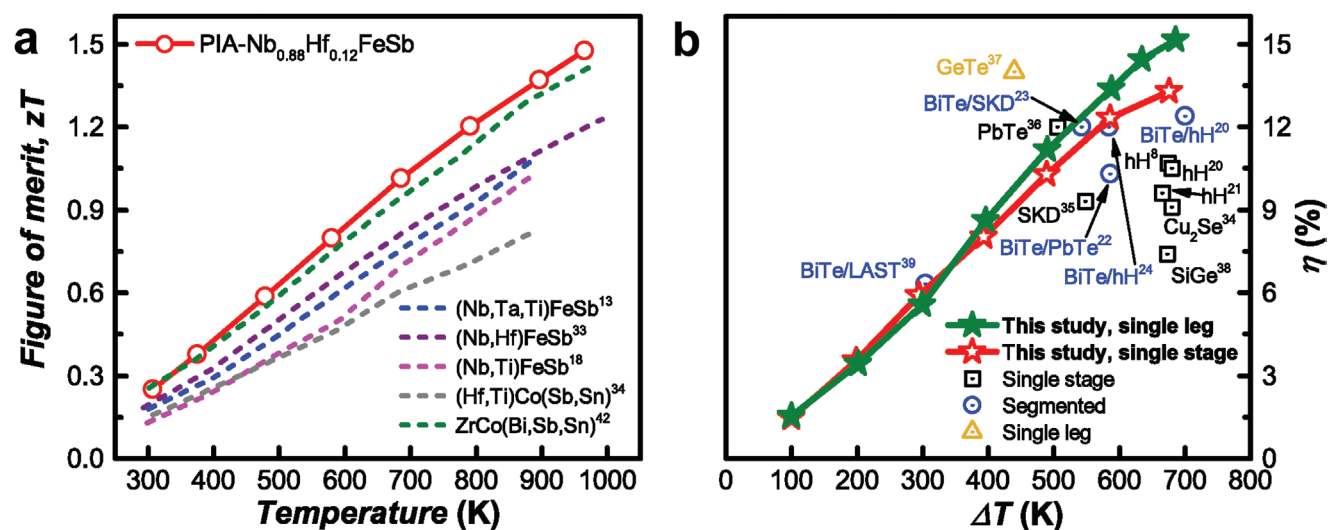 a
PIA-Nb0.88Hf0.12FeSb
Figure of merit, zT
1.5
1.2
0.9
0.6
0.3
0.0
(Nb,Ta,Ti)FeSb13
(Nb,Hf)FeSb33
(Nb,Ti)FeSb18
(Hf,Ti)Co(Sb,Sn)34
ZrCo(Bi,Sb,Sn)42
300 400 500 600 700 800 900 1000
Temperature (K)
b
GeTe37
BiTe/SKD23
PbTe36
BiTe/hH20
hH8
hH20
hH21
SKD35
Cu2Se34
BiTe/PbTe22
BiTe/LAST39
BiTe/hH24
SiGe38
This study, single leg
This study, single stage
Single stage
Segmented
Single leg
15
12
9
6
3
0
η (%)
0 100 200 300 400 500 600 700 800
ΔT (K)